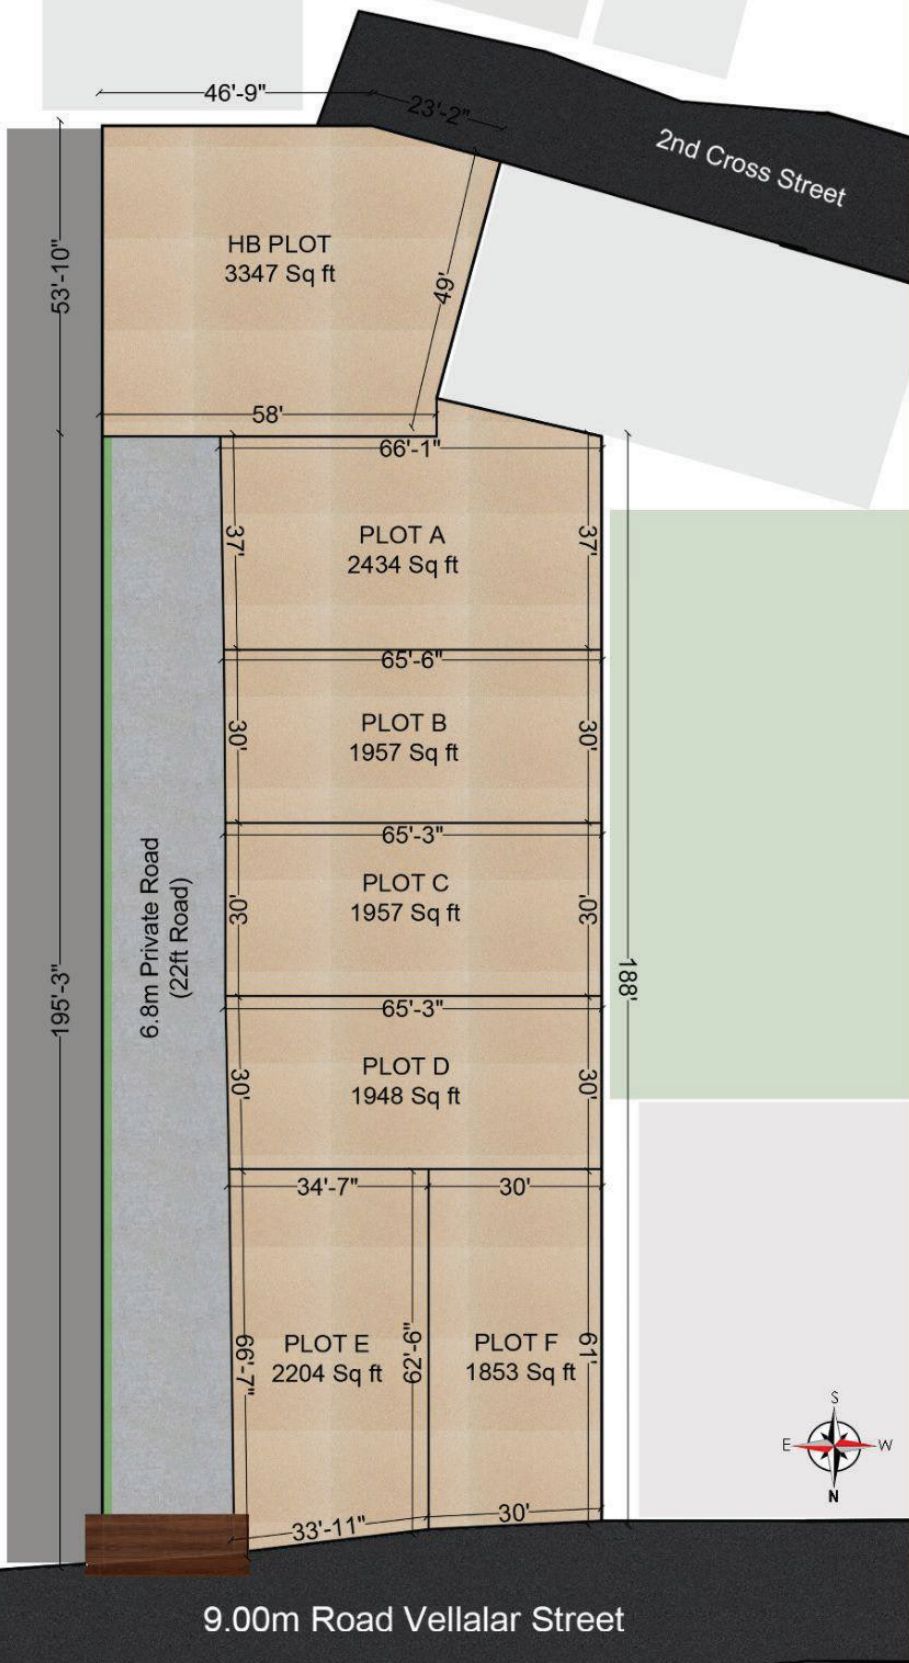 46'-9"
23'-2"
2nd Cross Street
53'-10"
HB PLOT
3347 Sq ft
49'
58'
66'-1"
37'
PLOT A
2434 Sq ft
37'
65'-6"
30'
PLOT B
1957 Sq ft
30'
65'-3"
30'
PLOT C
1957 Sq ft
30'
6.8m Private Road
(22ft Road)
195'-3"
188'
65'-3"
30'
PLOT D
1948 Sq ft
30'
34'-7"
30'
66'-7"
PLOT E
2204 Sq ft
62'-6"
PLOT F
1853 Sq ft
61'
33'-11"
30'
S
E
W
N
9.00m Road Vellalar Street